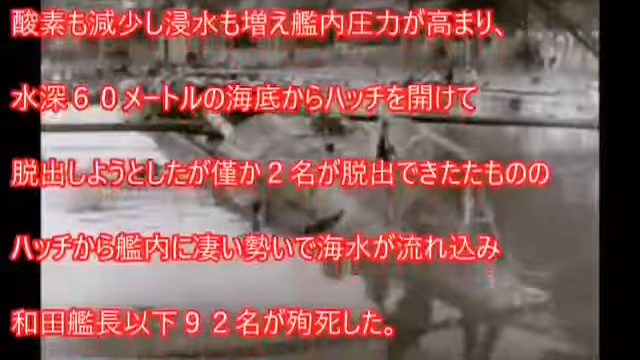 酸素も減少し浸水も増え艦内圧力が高まり、
水深６０メートルの海底からハッチを開けて
脱出しようとしたが僅か２名が脱出できたたものの
ハッチから艦内に凄い勢いで海水が流れ込み
和田艦長以下９２名が殉死した。